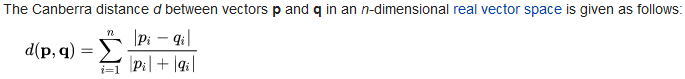 The Canberra distance d between vectors p and q in an n-dimensional real vector space is given as follows:
d(p, q) = ∑_{i=1}^{n} |p_i − q_i| / (|p_i| + |q_i|)